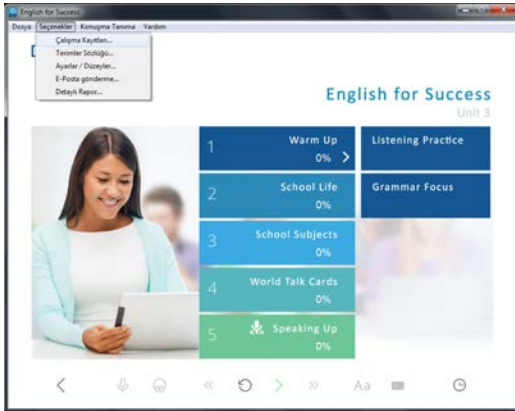 English for Success
Dosya Seçenekler Konuşma Tanıma Yardım
Çalışma Kayıtları...
Terimler Sözlüğü...
Ayarlar / Düzeyler...
E-Posta gönderme...
Detaylı Rapor...
English for Success
Unit 3
1 Warm Up
0%
2 School Life
0%
3 School Subjects
0%
4 World Talk Cards
0%
5 Speaking Up
0%
Listening Practice
Grammar Focus
Aa